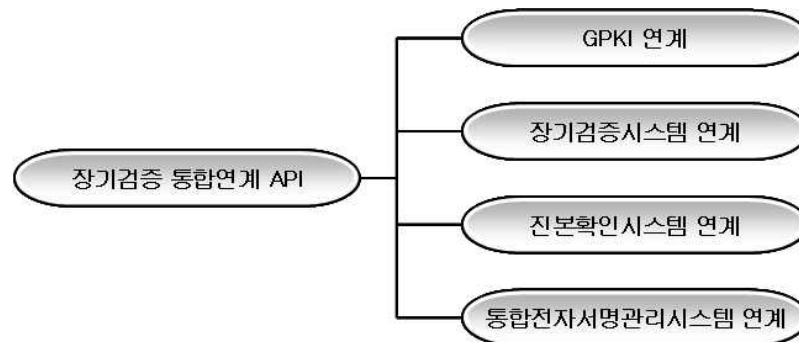 GPKI 연계
장기검증시스템 연계
장기검증 통합연계 API
진본확인시스템 연계
통합전자서명관리시스템 연계